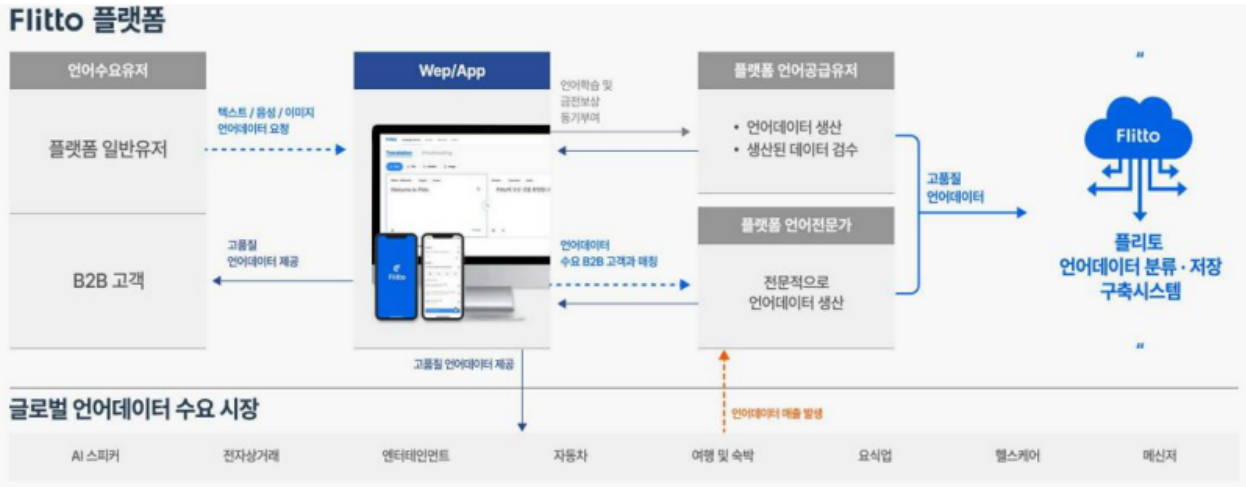 Flitto 플랫폼
언어수요유저
플랫폼 일반유저
B2B 고객
텍스트 / 음성 / 이미지
언어데이터 요청
고품질
언어데이터 제공
Wep/App
Welcome to Flitto
Flitto
고품질 언어데이터 제공
언어학습 및
금전보상
동기부여
언어데이터
수요 B2B 고객과 매칭
플랫폼 언어공급유저
• 언어데이터 생산
• 생산된 데이터 검수
플랫폼 언어전문가
전문적으로
언어데이터 생산
고품질
언어데이터
“
Flitto
플리토
언어데이터 분류 · 저장
구축시스템
“
언어데이터 매출 발생
글로벌 언어데이터 수요 시장
AI 스피커
전자상거래
엔터테인먼트
자동차
여행 및 숙박
요식업
헬스케어
메신저